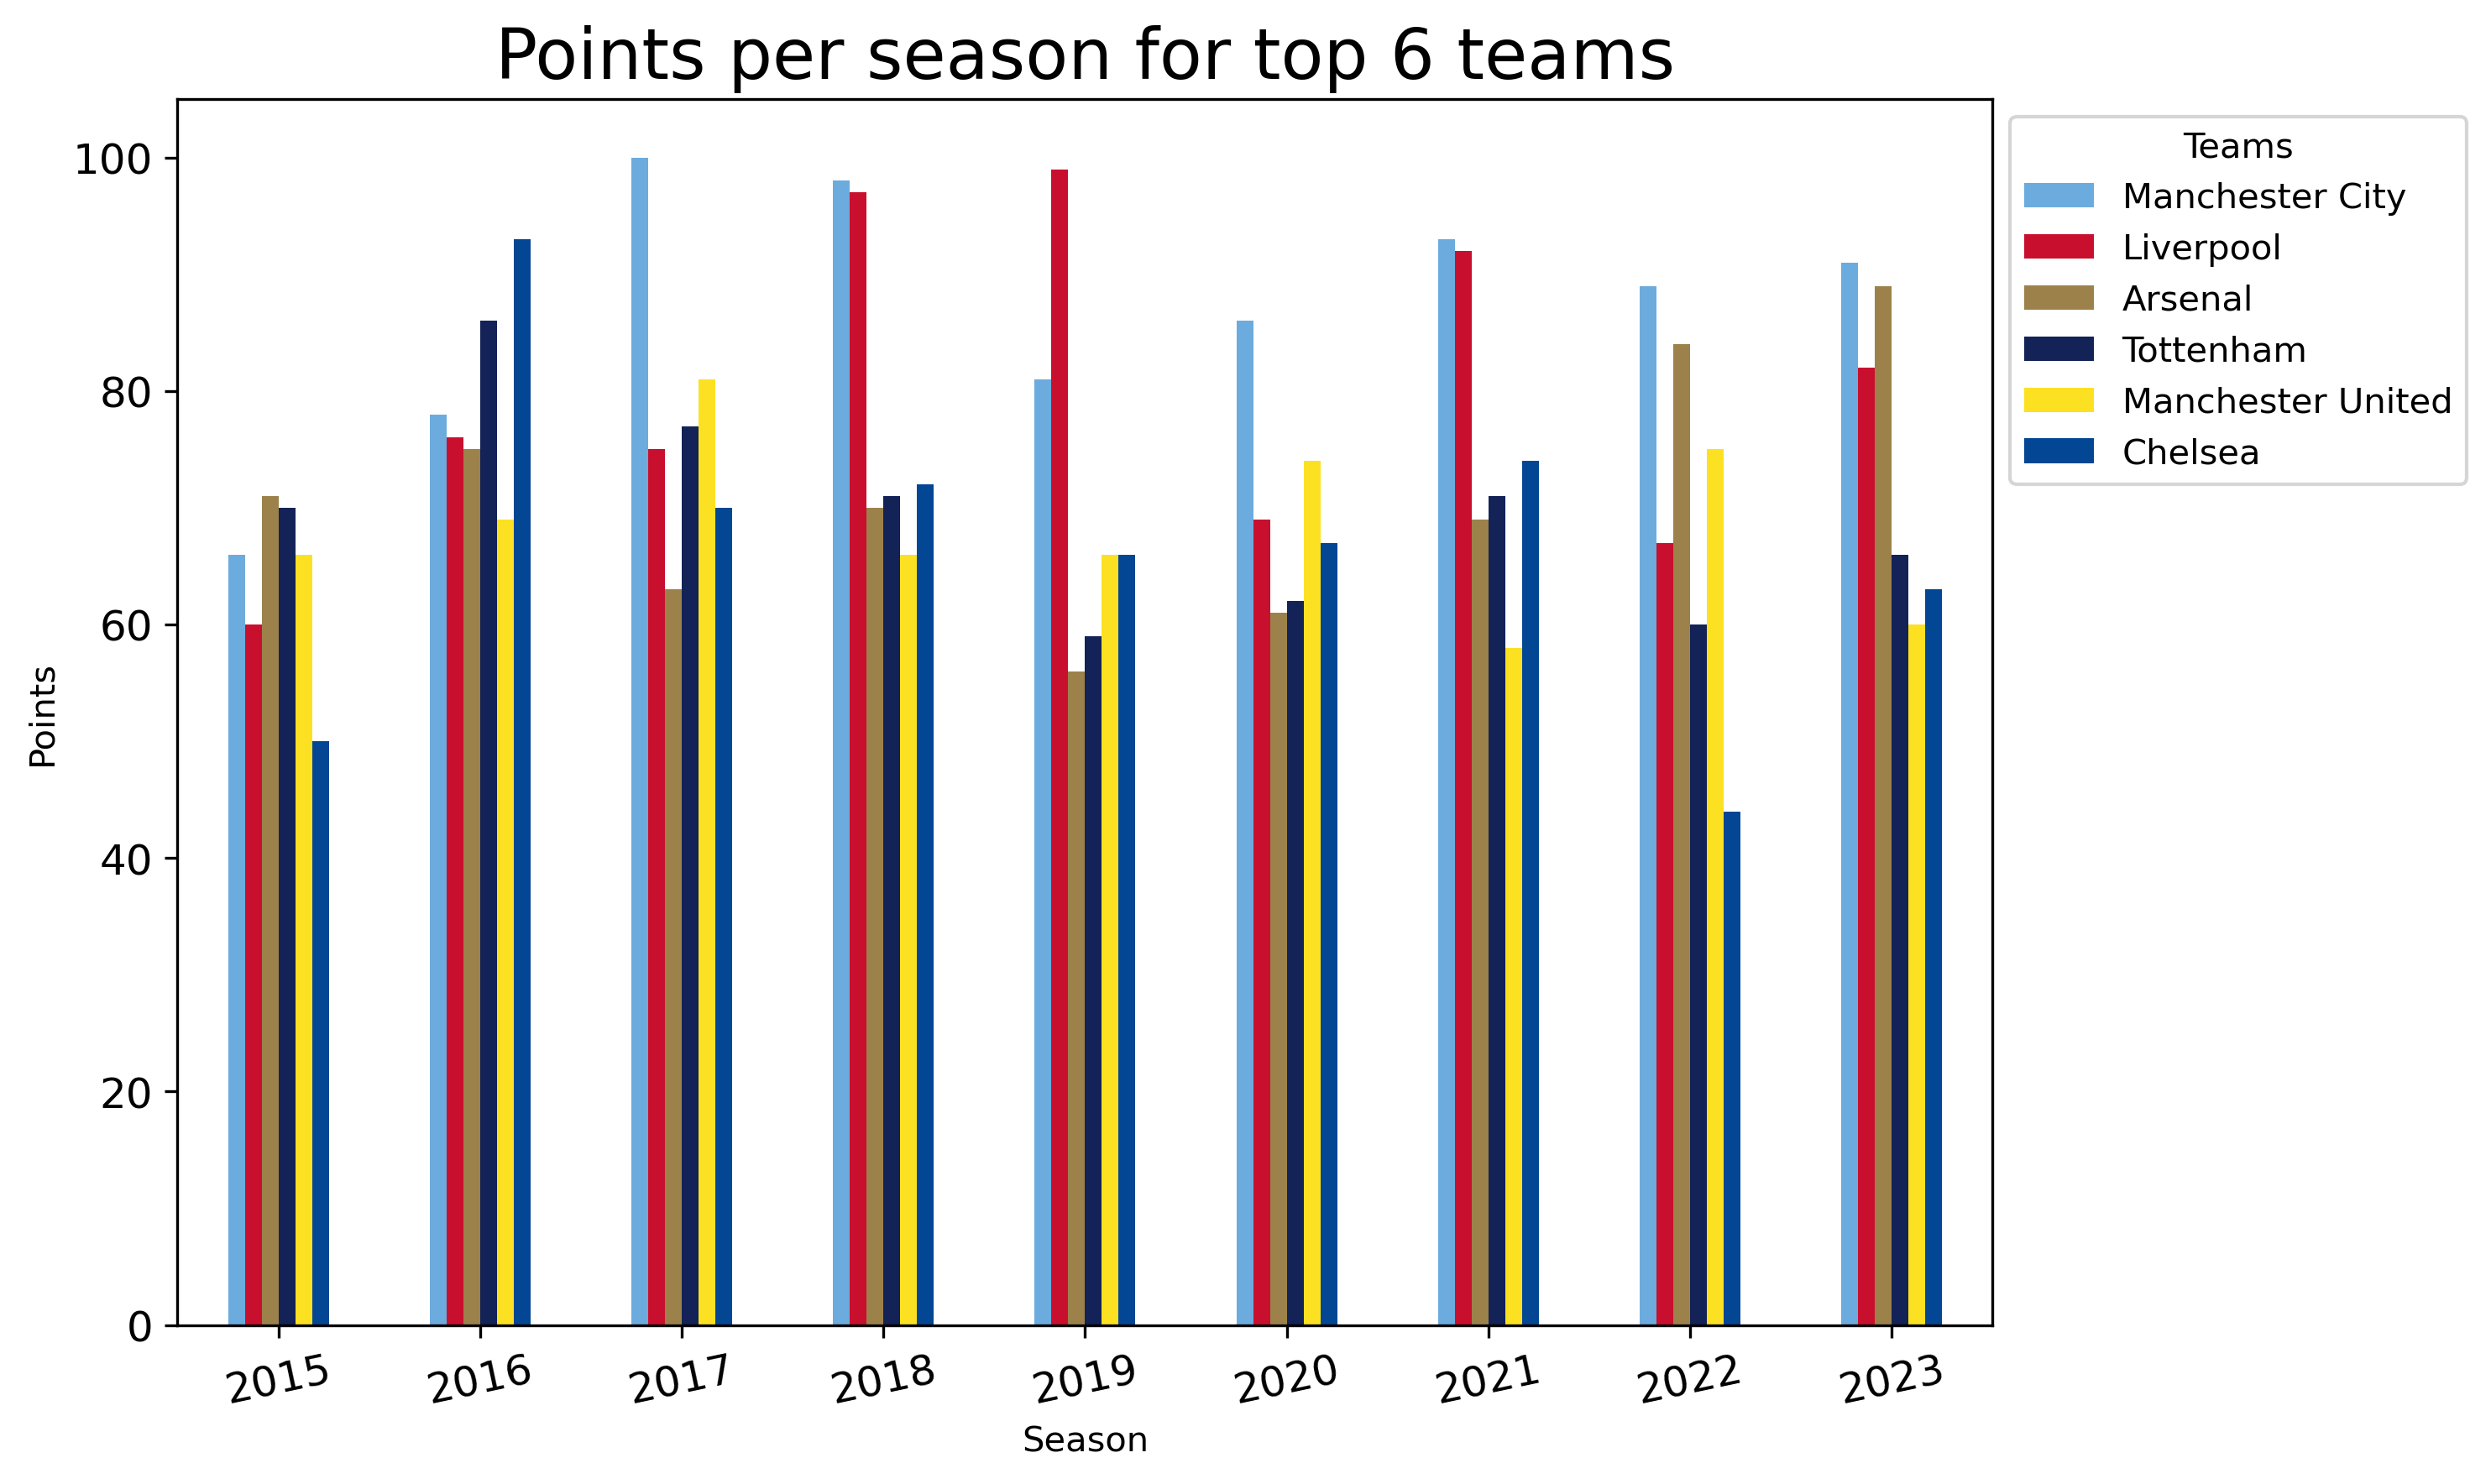 Points per season for top 6 teams
Teams
Manchester City
Liverpool
Arsenal
Tottenham
Manchester United
Chelsea
Points
100
80
60
40
20
0
2015 2016 2017 2018 2019 2020 2021 2022 2023
Season